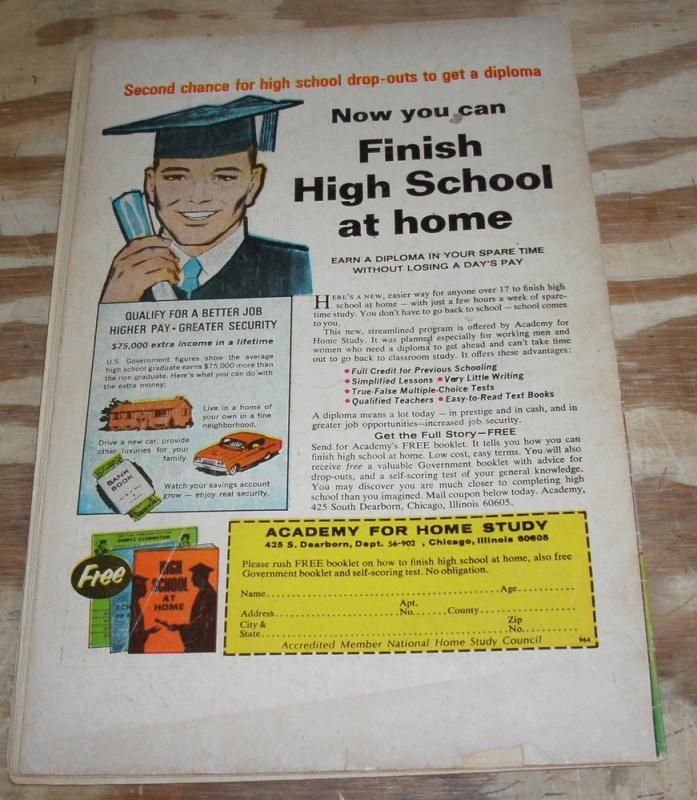 Second chance for high school drop-outs to get a diploma
Now you can
Finish
High School
at home
EARN A DIPLOMA IN YOUR SPARE TIME
WITHOUT LOSING A DAY'S PAY
HERE'S A NEW, easier way for anyone over 17 to finish high
school at home – with just a few hours a week of spare-
time study. You don't have to go back to school – school comes
to you.
This new, streamlined program is offered by Academy for
Home Study. It was planned especially for working men and
women who need a diploma to get ahead and can't take time
out to go back to classroom study. It offers these advantages:
• Full Credit for Previous Schooling
• Simplified Lessons • Very Little Writing
• True-False Multiple-Choice Tests
• Qualified Teachers • Easy-to-Read Text Books
A diploma means a lot today – in prestige and in cash, and in
greater job opportunities–increased job security.
Get the Full Story–FREE
Send for Academy's FREE booklet. It tells you how you can
finish high school at home. Low cost, easy terms. You will also
receive free a valuable Government booklet with advice for
drop-outs, and a self-scoring test of your general knowledge.
You may discover you are much closer to completing high
school than you imagined. Mail coupon below today. Academy,
425 South Dearborn, Chicago, Illinois 60605.
QUALIFY FOR A BETTER JOB
HIGHER PAY • GREATER SECURITY
$75,000 extra income in a lifetime
U.S. Government figures show the average
high school graduate earns $75,000 more than
the non-graduate. Here's what you can do with
the extra money:
Live in a home of
your own in a fine
neighborhood.
Drive a new car, provide
other luxuries for your
family.
BANK
BOOK
Watch your savings account
grow – enjoy real security.
Free
SAMPLE EXAMINATION
HIGH
SCHOOL
AT
HOME
ACADEMY FOR HOME STUDY
425 S. Dearborn, Dept. 56-902 , Chicago, Illinois 60605
Please rush FREE booklet on how to finish high school at home, also free
Government booklet and self-scoring test. No obligation.
Name Age
Apt.
Address No. County
City & Zip
State No.
Accredited Member National Home Study Council
964